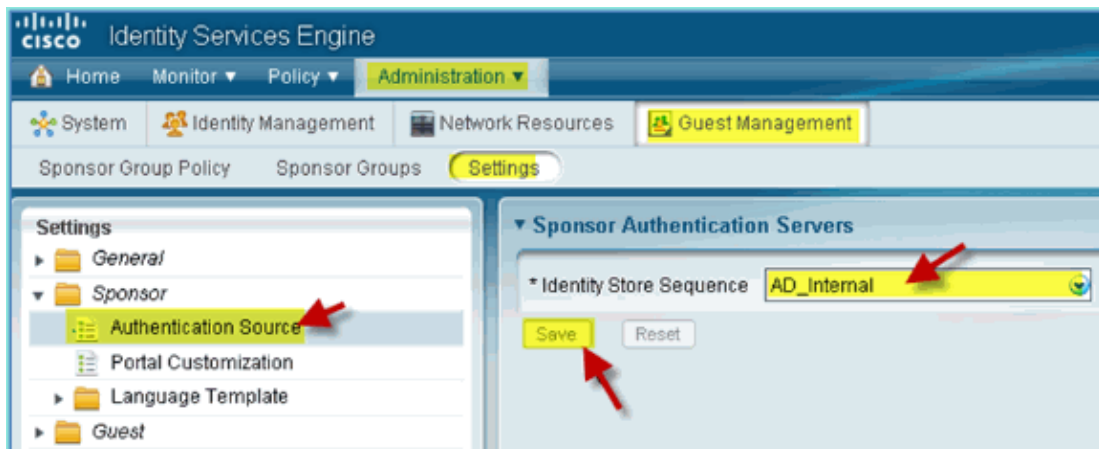 CISCO Identity Services Engine
Home Monitor ▾ Policy ▾ Administration ▾
System Identity Management Network Resources Guest Management
Sponsor Group Policy Sponsor Groups Settings
Settings
General
Sponsor
Authentication Source
Portal Customization
Language Template
Guest
Sponsor Authentication Servers
* Identity Store Sequence AD_Internal
Save Reset